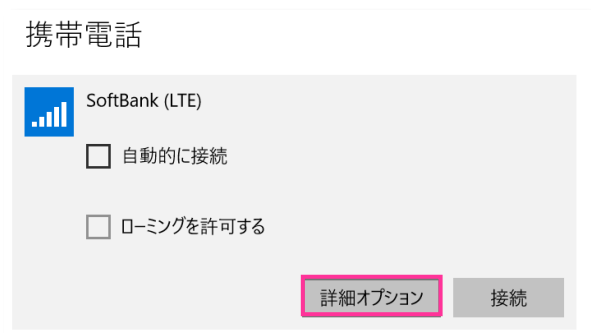 携帯電話
SoftBank (LTE)
自動的に接続
ローミングを許可する
詳細オプション
接続